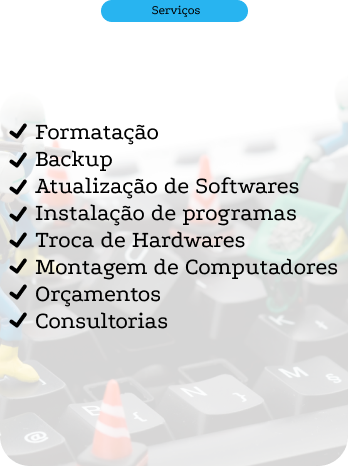 Serviços
Formatação
Backup
Atualização de Softwares
Instalação de programas
Troca de Hardwares
Montagem de Computadores
Orçamentos
Consultorias
K
B
N
M
@